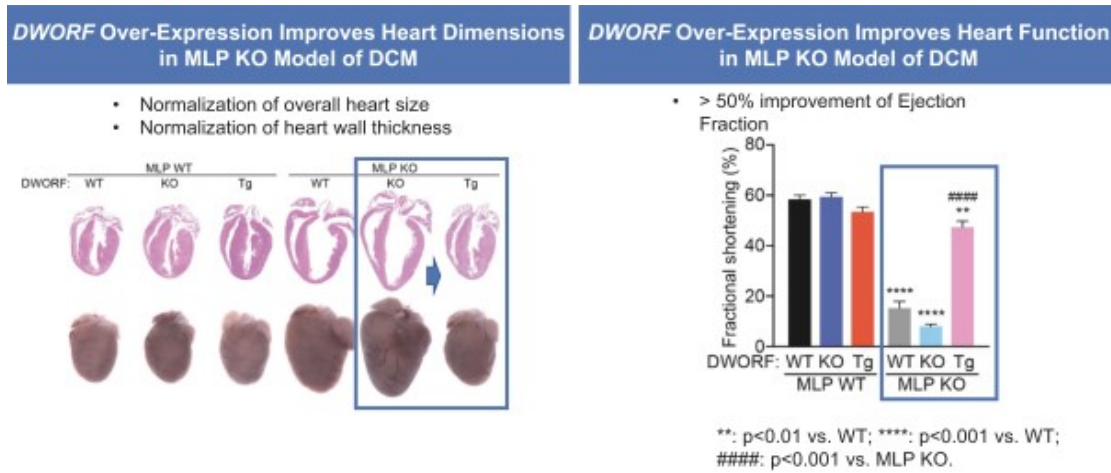 DWORF Over-Expression Improves Heart Dimensions
in MLP KO Model of DCM
• Normalization of overall heart size
• Normalization of heart wall thickness
MLP WT MLP KO
DWORF: WT KO Tg WT KO Tg
DWORF Over-Expression Improves Heart Function
in MLP KO Model of DCM
• > 50% improvement of Ejection
Fraction
Fractional shortening (%)
80
60
40
20
0
****
****
####
**
DWORF: WT KO Tg WT KO Tg
MLP WT MLP KO
**: p<0.01 vs. WT; ****: p<0.001 vs. WT;
####: p<0.001 vs. MLP KO.